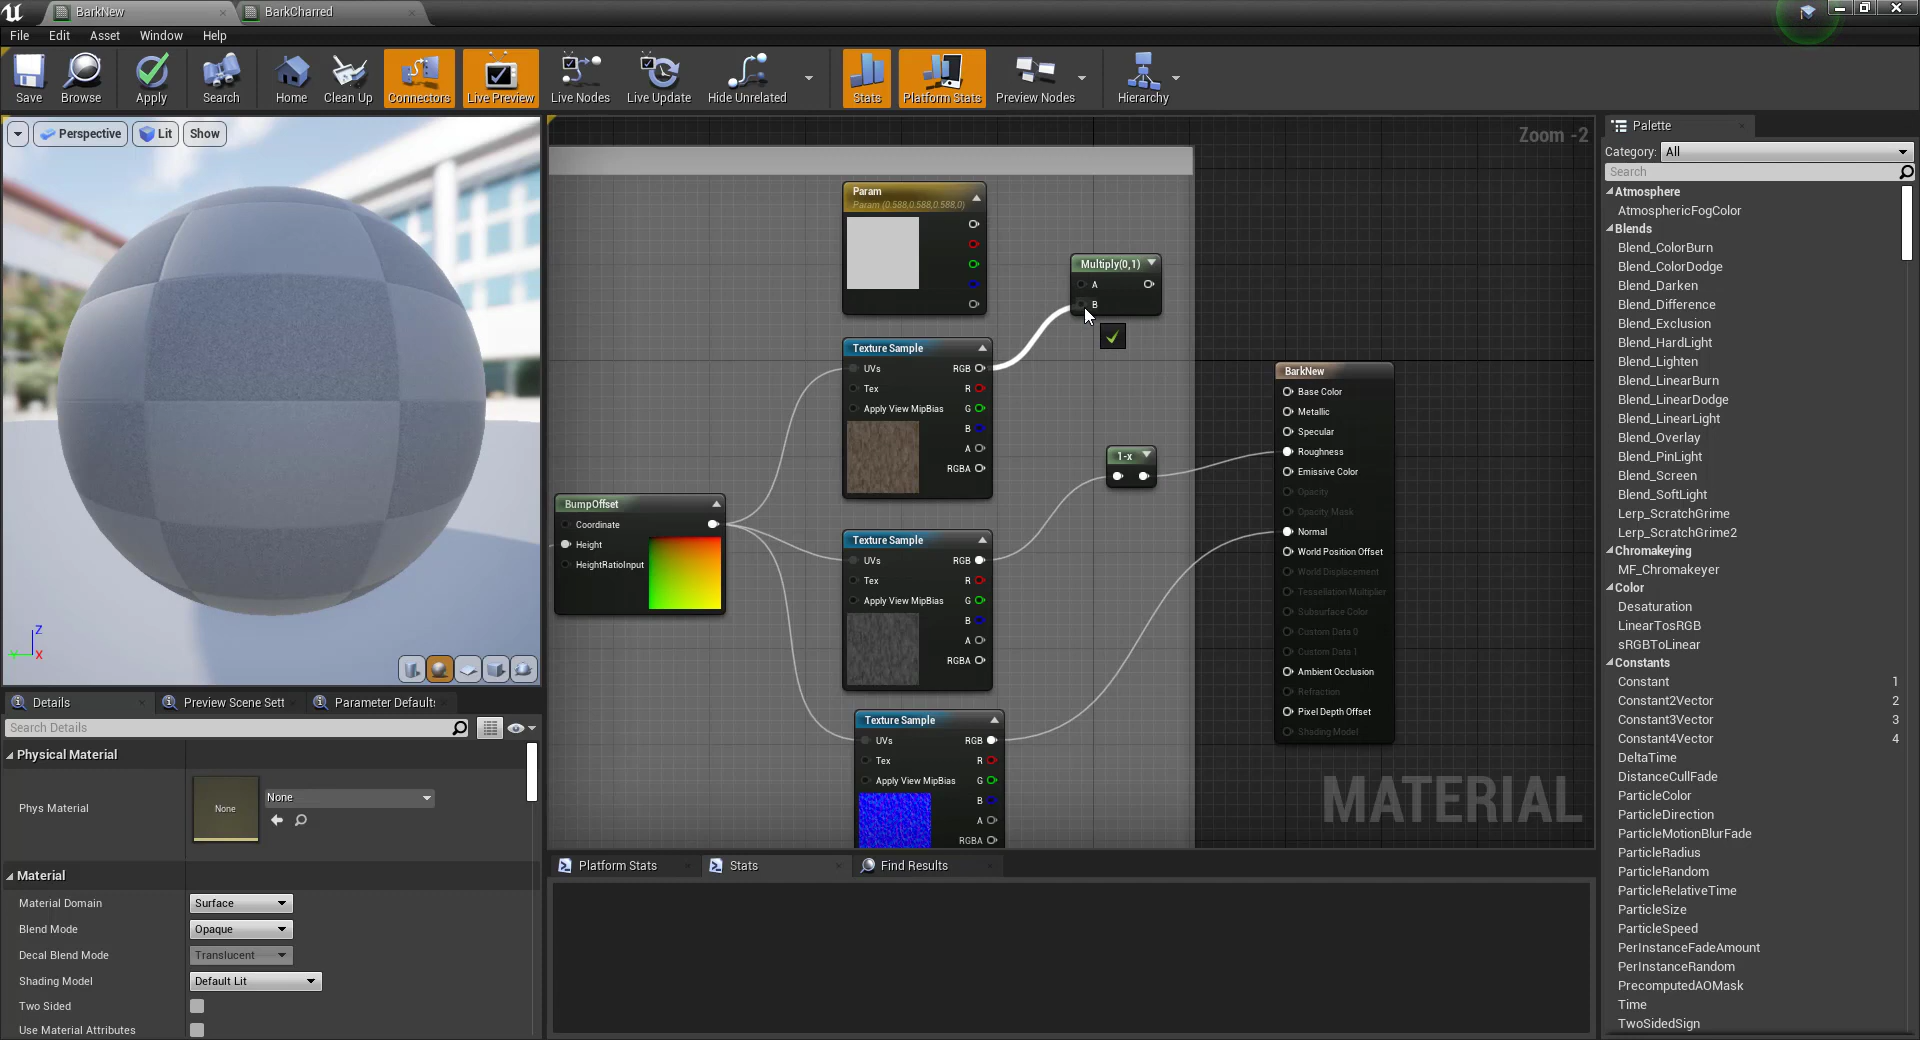 BarkNew
BarkCharred
File Edit Asset Window Help
Save Browse Apply Search Home Clean Up Connectors Live Preview Live Nodes Live Update Hide Unrelated Stats Platform Stats Preview Nodes Hierarchy
Perspective Lit Show
Z
Y
X
Zoom -2
Param
Param (0.588,0.588,0.588,0)
Multiply(0,1)
A
B
Texture Sample
UVs RGB
Tex R
Apply View MipBias G
B
A
RGBA
BumpOffset
Coordinate
Height
HeightRatioInput
1-x
Texture Sample
UVs RGB
Tex R
Apply View MipBias G
B
A
RGBA
Texture Sample
UVs RGB
Tex R
Apply View MipBias G
B
A
RGBA
BarkNew
Base Color
Metallic
Specular
Roughness
Emissive Color
Opacity
Opacity Mask
Normal
World Position Offset
World Displacement
Tessellation Multiplier
Subsurface Color
Custom Data 0
Custom Data 1
Ambient Occlusion
Refraction
Pixel Depth Offset
Shading Model
MATERIAL
Details Preview Scene Sett Parameter Default
Search Details
Physical Material
Phys Material None None
Material
Material Domain Surface
Blend Mode Opaque
Decal Blend Mode Translucent
Shading Model Default Lit
Two Sided
Use Material Attributes
Platform Stats Stats Find Results
Palette
Category: All
Search
Atmosphere
AtmosphericFogColor
Blends
Blend_ColorBurn
Blend_ColorDodge
Blend_Darken
Blend_Difference
Blend_Exclusion
Blend_HardLight
Blend_Lighten
Blend_LinearBurn
Blend_LinearDodge
Blend_LinearLight
Blend_Overlay
Blend_PinLight
Blend_Screen
Blend_SoftLight
Lerp_ScratchGrime
Lerp_ScratchGrime2
Chromakeying
MF_Chromakeyer
Color
Desaturation
LinearTosRGB
sRGBToLinear
Constants
Constant 1
Constant2Vector 2
Constant3Vector 3
Constant4Vector 4
DeltaTime
DistanceCullFade
ParticleColor
ParticleDirection
ParticleMotionBlurFade
ParticleRadius
ParticleRandom
ParticleRelativeTime
ParticleSize
ParticleSpeed
PerInstanceFadeAmount
PerInstanceRandom
PrecomputedAOMask
Time
TwoSidedSign